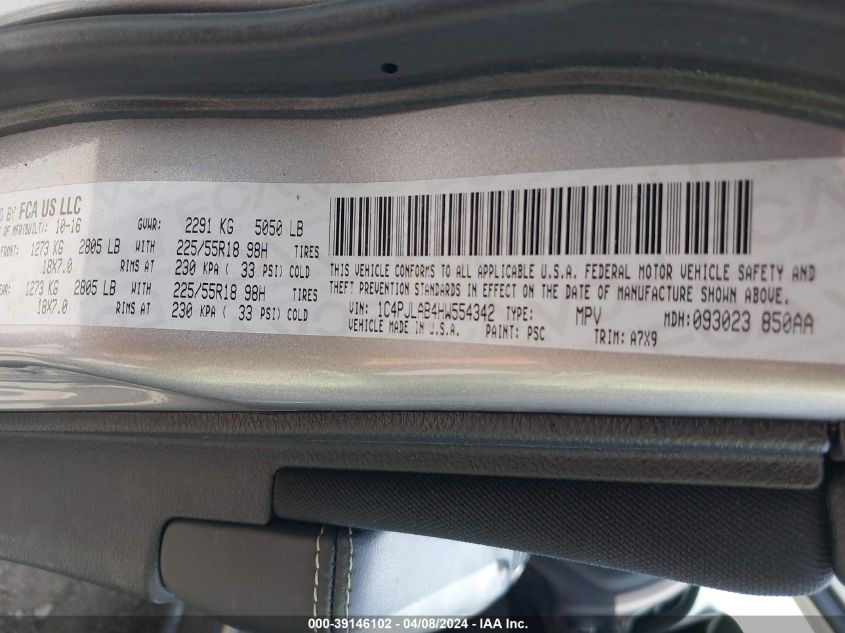 D BY FCA US LLC
OF MFR(BUILT): 10-16
GVWR: 2291 KG 5050 LB
FRNT: 1273 KG 2805 LB WITH 225/55R18 98H TIRES
18X7.0 RIMS AT 230 KPA ( 33 PSI) COLD
1273 KG 2805 LB WITH 225/55R18 98H TIRES
18X7.0 RIMS AT 230 KPA ( 33 PSI) COLD
THIS VEHICLE CONFORMS TO ALL APPLICABLE U.S.A. FEDERAL MOTOR VEHICLE SAFETY AND
THEFT PREVENTION STANDARDS IN EFFECT ON THE DATE OF MANUFACTURE SHOWN ABOVE.
VIN: 1C4PJLAB4HW554342 TYPE: MPV MDH: 093023 850AA
VEHICLE MADE IN U.S.A. PAINT: PSC TRIM: A7X9
000-39146102 - 04/08/2024 - IAA Inc.